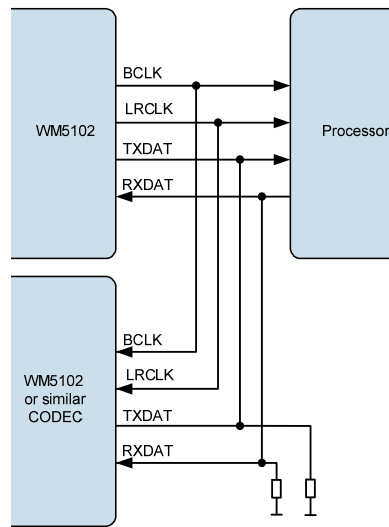 BCLK
LRCLK
WM5102
Processor
TXDAT
RXDAT
BCLK
LRCLK
WM5102
or similar
CODEC
TXDAT
RXDAT